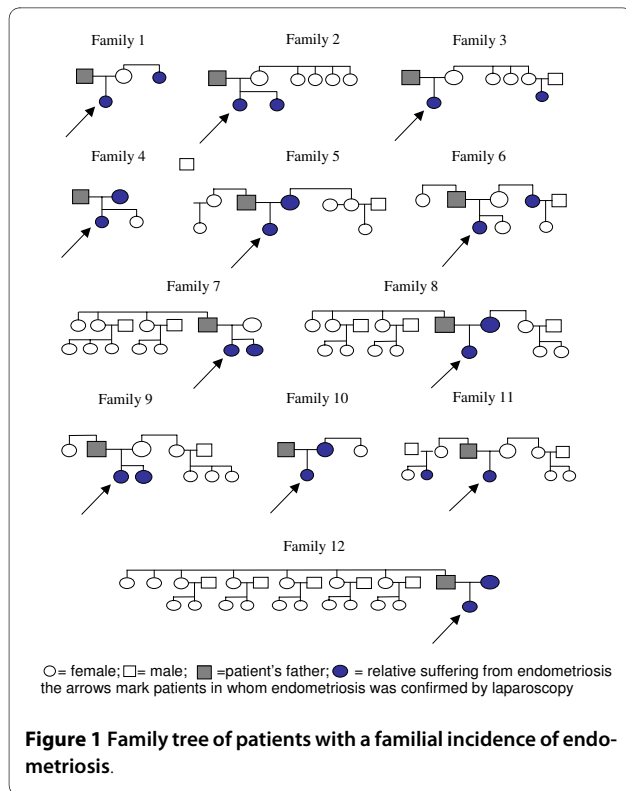 Family 1
Family 2
Family 3
Family 4
Family 5
Family 6
Family 7
Family 8
Family 9
Family 10
Family 11
Family 12
= female; = male; =patient's father; = relative suffering from endometriosis
the arrows mark patients in whom endometriosis was confirmed by laparoscopy
Figure 1 Family tree of patients with a familial incidence of endo-
metriosis.